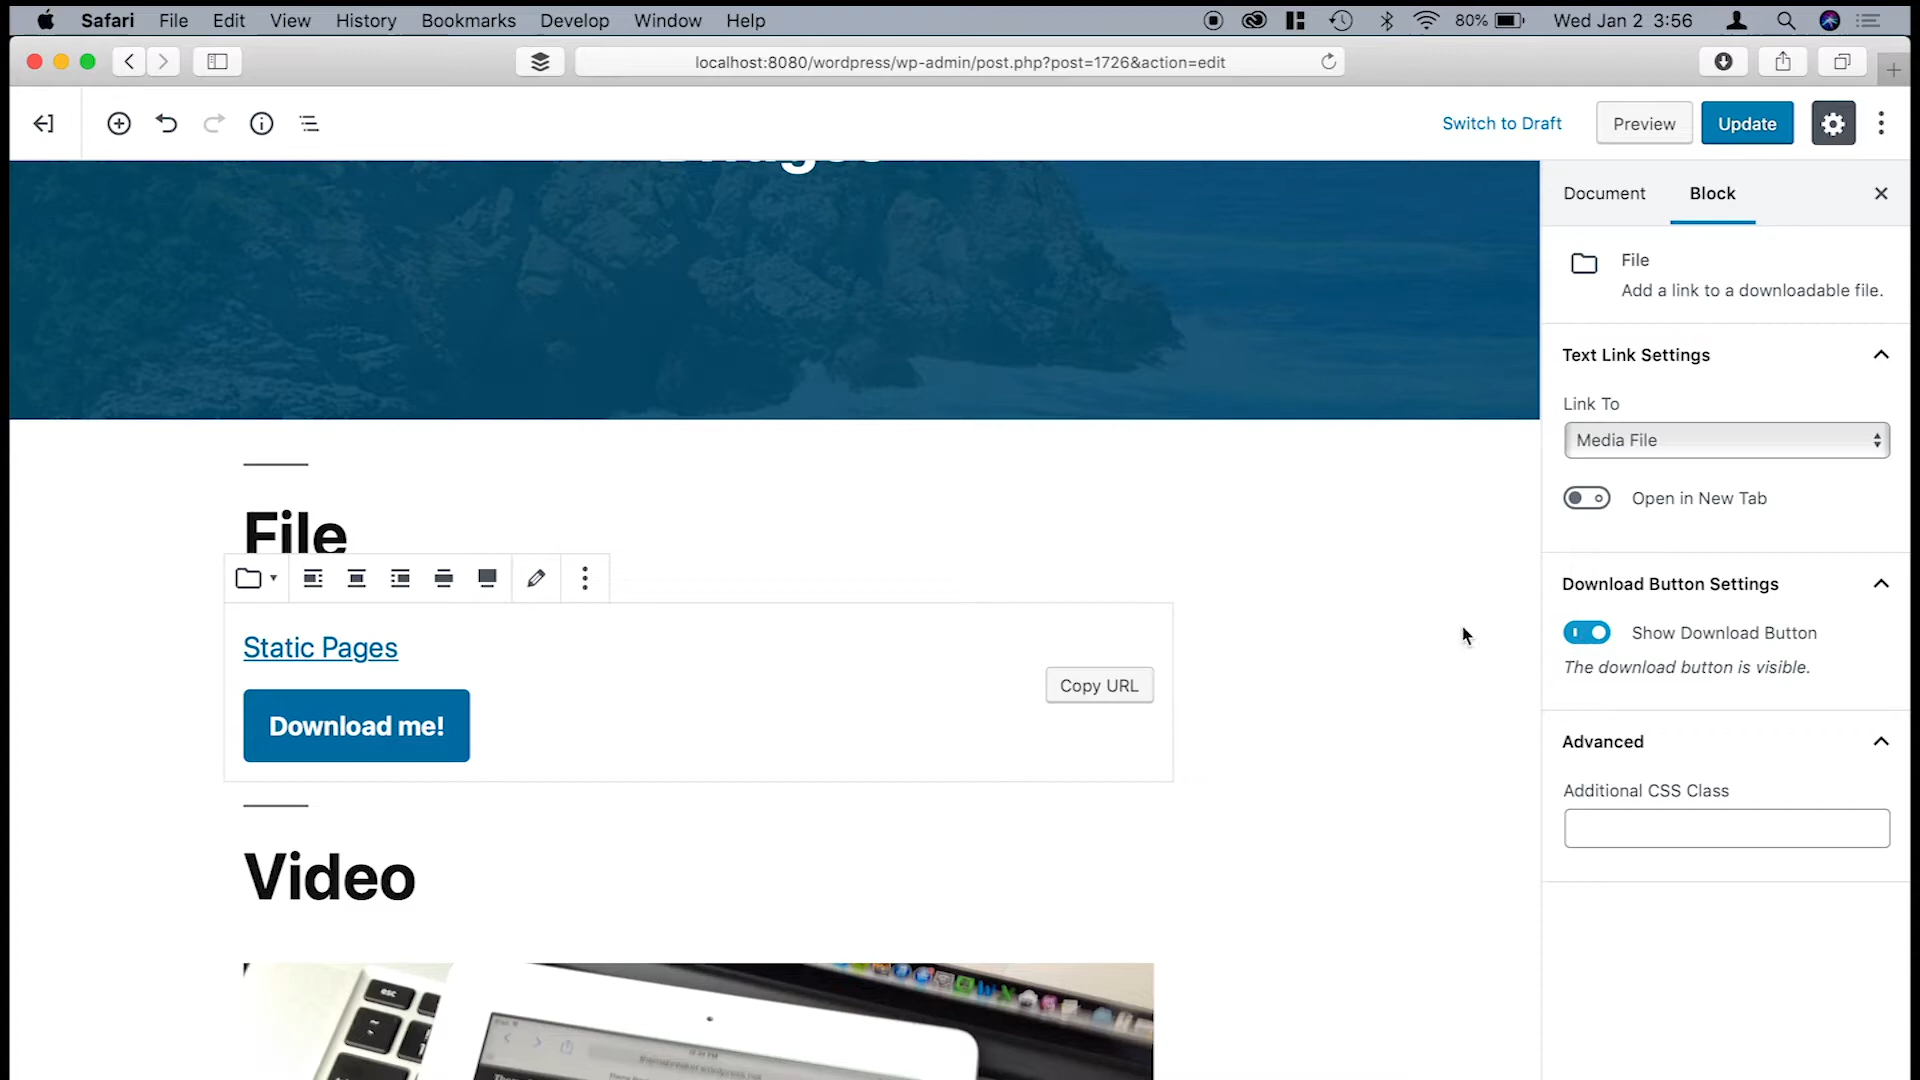 Safari File Edit View History Bookmarks Develop Window Help 80% Wed Jan 2 3:56
localhost:8080/wordpress/wp-admin/post.php?post=1726&action=edit
Switch to Draft Preview Update
Document Block
File
Add a link to a downloadable file.
Text Link Settings
Link To
Media File
Open in New Tab
File
Static Pages
Copy URL
Download me!
Download Button Settings
Show Download Button
The download button is visible.
Advanced
Additional CSS Class
Video
esc